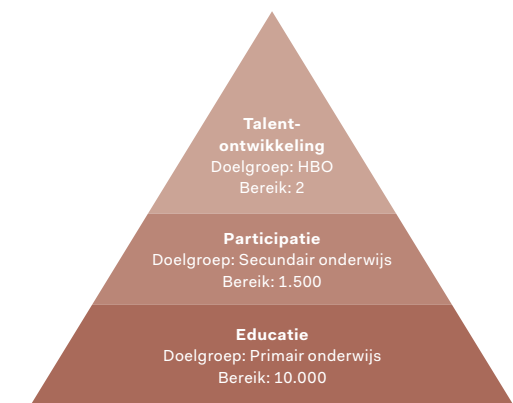 Talent-
ontwikkeling
Doelgroep: HBO
Bereik: 2
Participatie
Doelgroep: Secundair onderwijs
Bereik: 1.500
Educatie
Doelgroep: Primair onderwijs
Bereik: 10.000